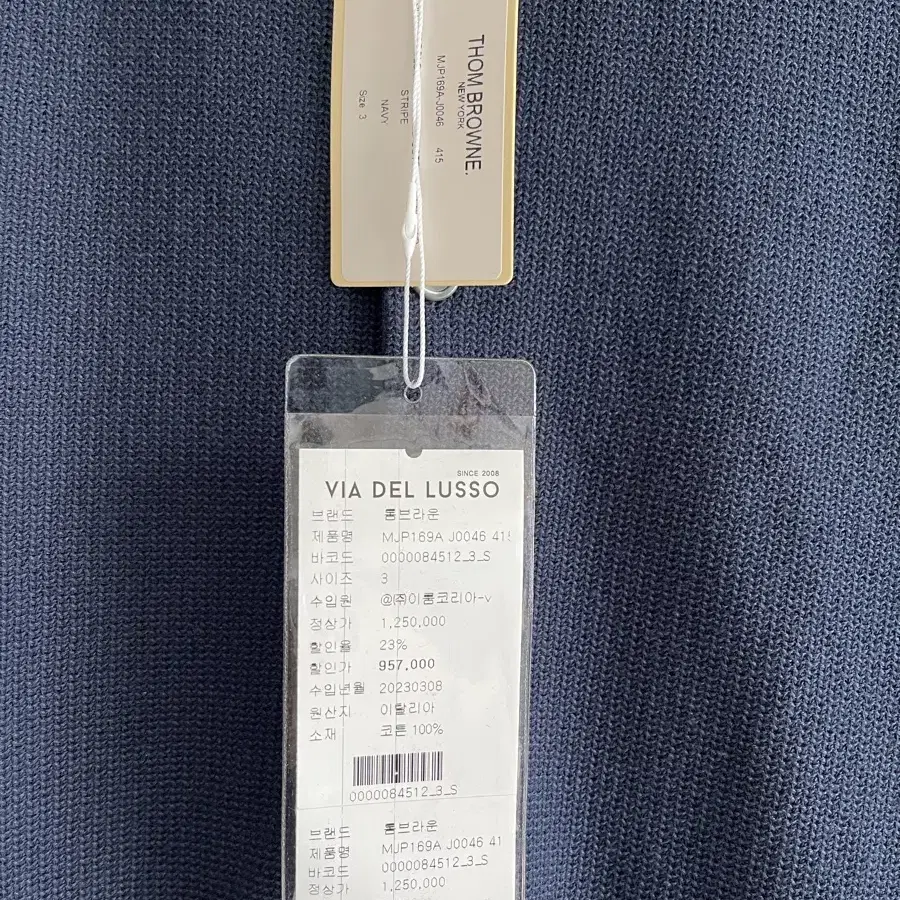 THOM BROWNE.
NEW YORK
MJP169A-J0046 415
STRIPE
NAVY
Size 3
SINCE 2008
VIA DEL LUSSO
브랜드 톰브라운
제품명 MJP169A J0046 41
바코드 0000084512_3_S
사이즈 3
수입원 @㈜이룸코리아-v
정상가 1,250,000
할인율 23%
할인가 957,000
수입년월 20230308
원산지 이탈리아
소재 코튼 100%
0000084512_3_S
브랜드 톰브라운
제품명 MJP169A J0046 41
바코드 0000084512_3_S
정상가 1,250,000